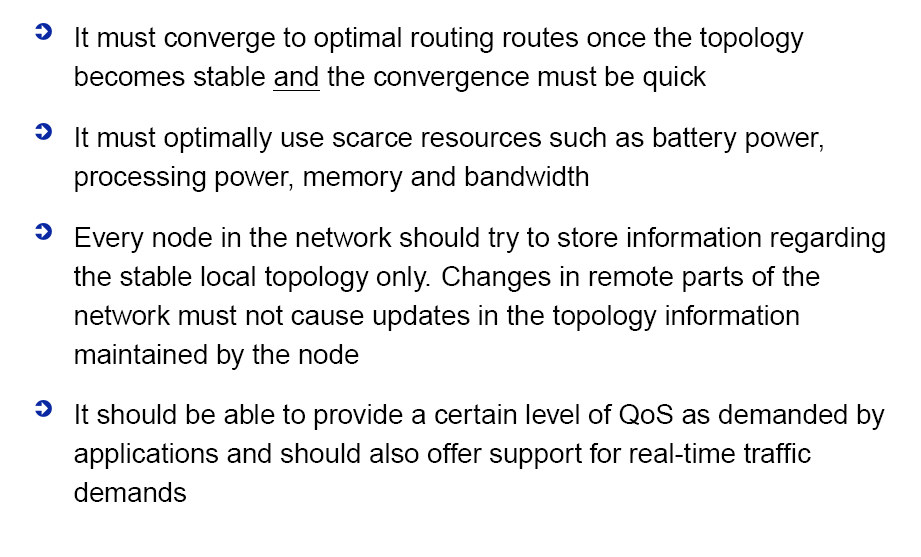 It must converge to optimal routing routes once the topology
becomes stable and the convergence must be quick
It must optimally use scarce resources such as battery power,
processing power, memory and bandwidth
Every node in the network should try to store information regarding
the stable local topology only. Changes in remote parts of the
network must not cause updates in the topology information
maintained by the node
It should be able to provide a certain level of QoS as demanded by
applications and should also offer support for real-time traffic
demands